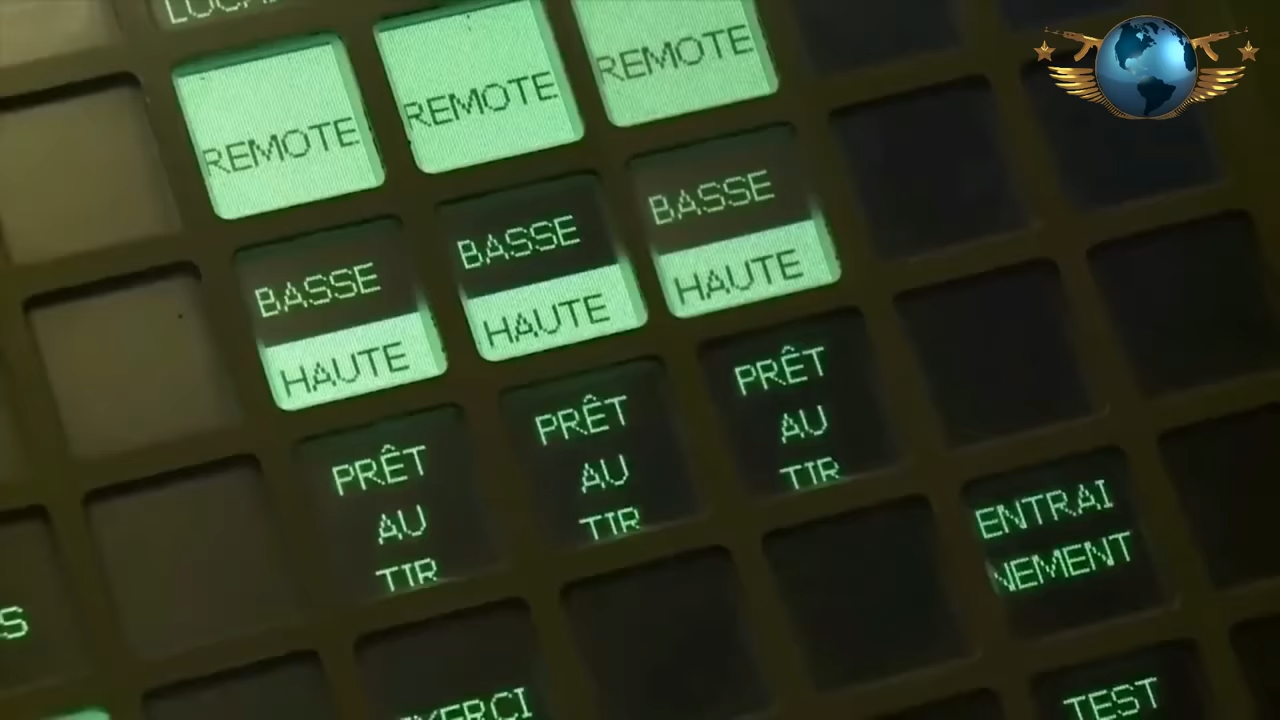 REMOTE
REMOTE
REMOTE
BASSE
HAUTE
BASSE
HAUTE
BASSE
HAUTE
PRÊT
AU
TIR
PRÊT
AU
TIR
PRÊT
AU
TIR
ENTRAI
NEMENT
TEST